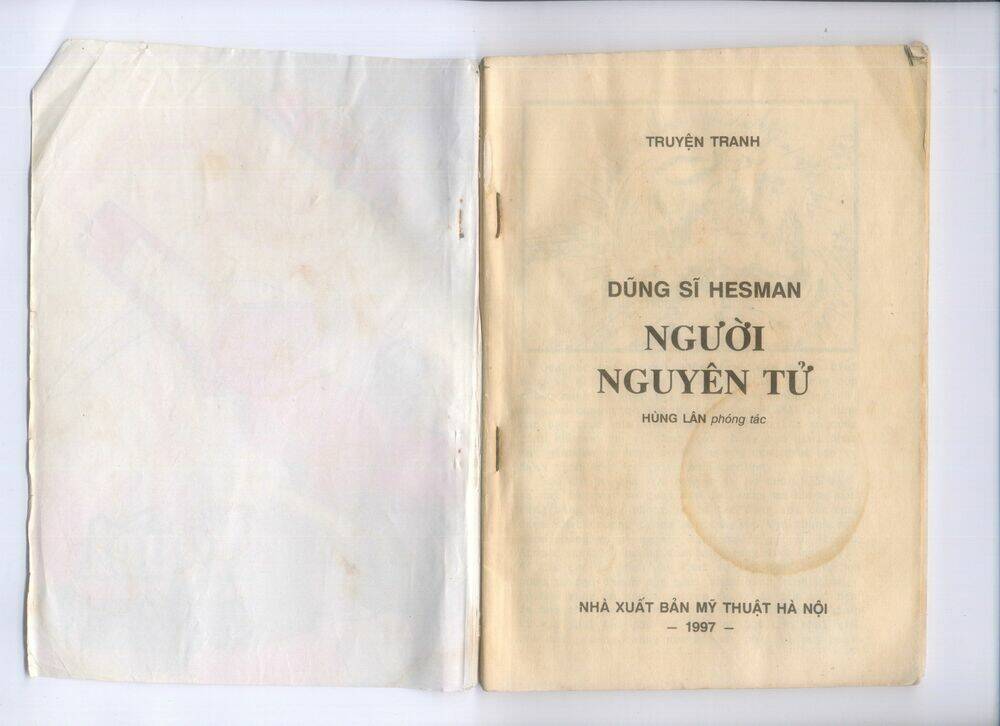 TRUYỆN TRANH
DŨNG SĨ HESMAN
NGƯỜI
NGUYÊN TỬ
HÙNG LÂN phóng tác
NHÀ XUẤT BẢN MỸ THUẬT HÀ NỘI
– 1997 –